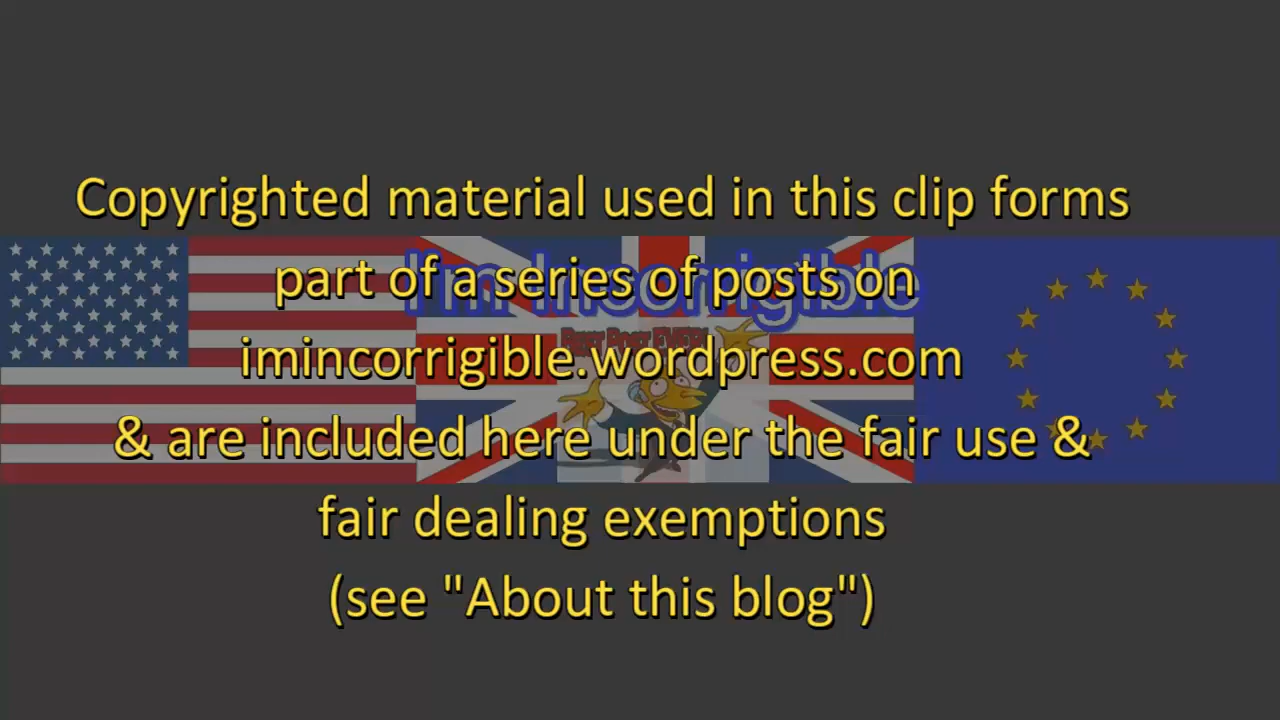 Copyrighted material used in this clip forms
part of a series of posts on
I'm Incorrigible
imincorrigible.wordpress.com
& are included here under the fair use &
fair dealing exemptions
(see "About this blog")